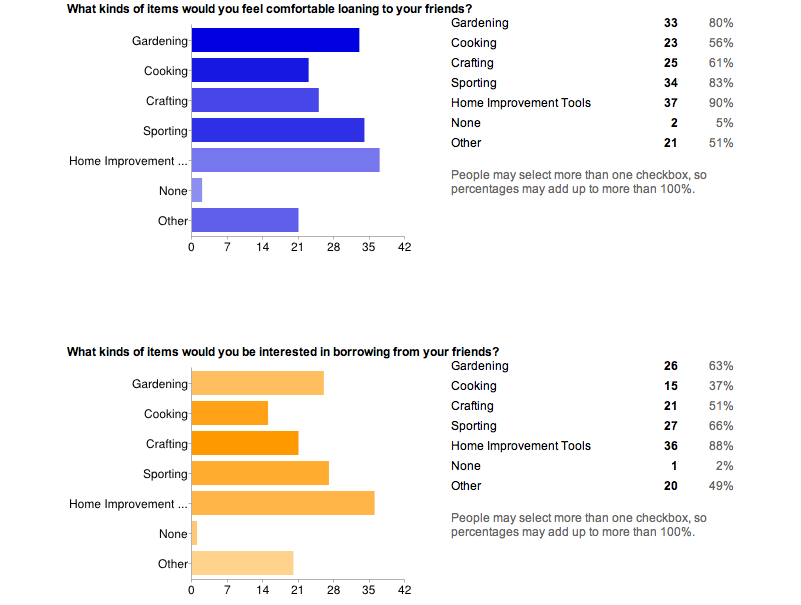 What kinds of items would you feel comfortable loaning to your friends?
Gardening
Cooking
Crafting
Sporting
Home Improvement ...
None
Other
0 7 14 21 28 35 42
Gardening 33 80%
Cooking 23 56%
Crafting 25 61%
Sporting 34 83%
Home Improvement Tools 37 90%
None 2 5%
Other 21 51%
People may select more than one checkbox, so
percentages may add up to more than 100%.
What kinds of items would you be interested in borrowing from your friends?
Gardening
Cooking
Crafting
Sporting
Home Improvement ...
None
Other
0 7 14 21 28 35 42
Gardening 26 63%
Cooking 15 37%
Crafting 21 51%
Sporting 27 66%
Home Improvement Tools 36 88%
None 1 2%
Other 20 49%
People may select more than one checkbox, so
percentages may add up to more than 100%.